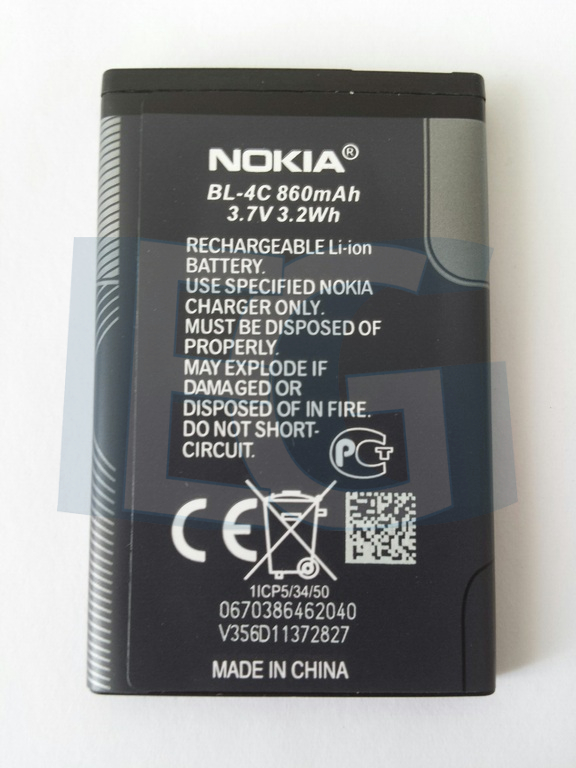 NOKIA®
BL-4C 860mAh
3.7V 3.2Wh
RECHARGEABLE Li-ion
BATTERY.
USE SPECIFIED NOKIA
CHARGER ONLY.
MUST BE DISPOSED OF
PROPERLY.
MAY EXPLODE IF
DAMAGED OR
DISPOSED OF IN FIRE.
DO NOT SHORT-
CIRCUIT.
РСТ
CE
1ICP5/34/50
0670386462040
V356D11372827
MADE IN CHINA
EG